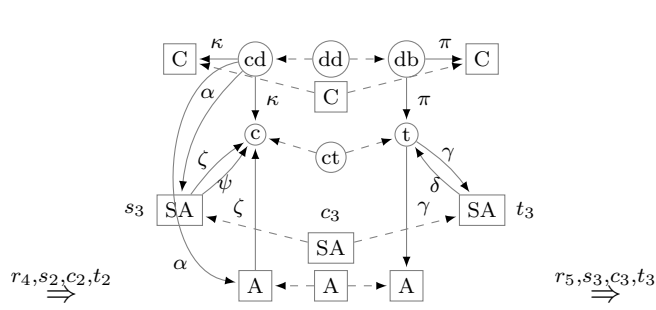 C κ cd dd db π C
α κ C π
c ct t
ζ ψ γ δ
s₃ SA ζ c₃ γ SA t₃
SA
α A A A
r₄,s₂,c₂,t₂ r₅,s₃,c₃,t₃
⇒ ⇒